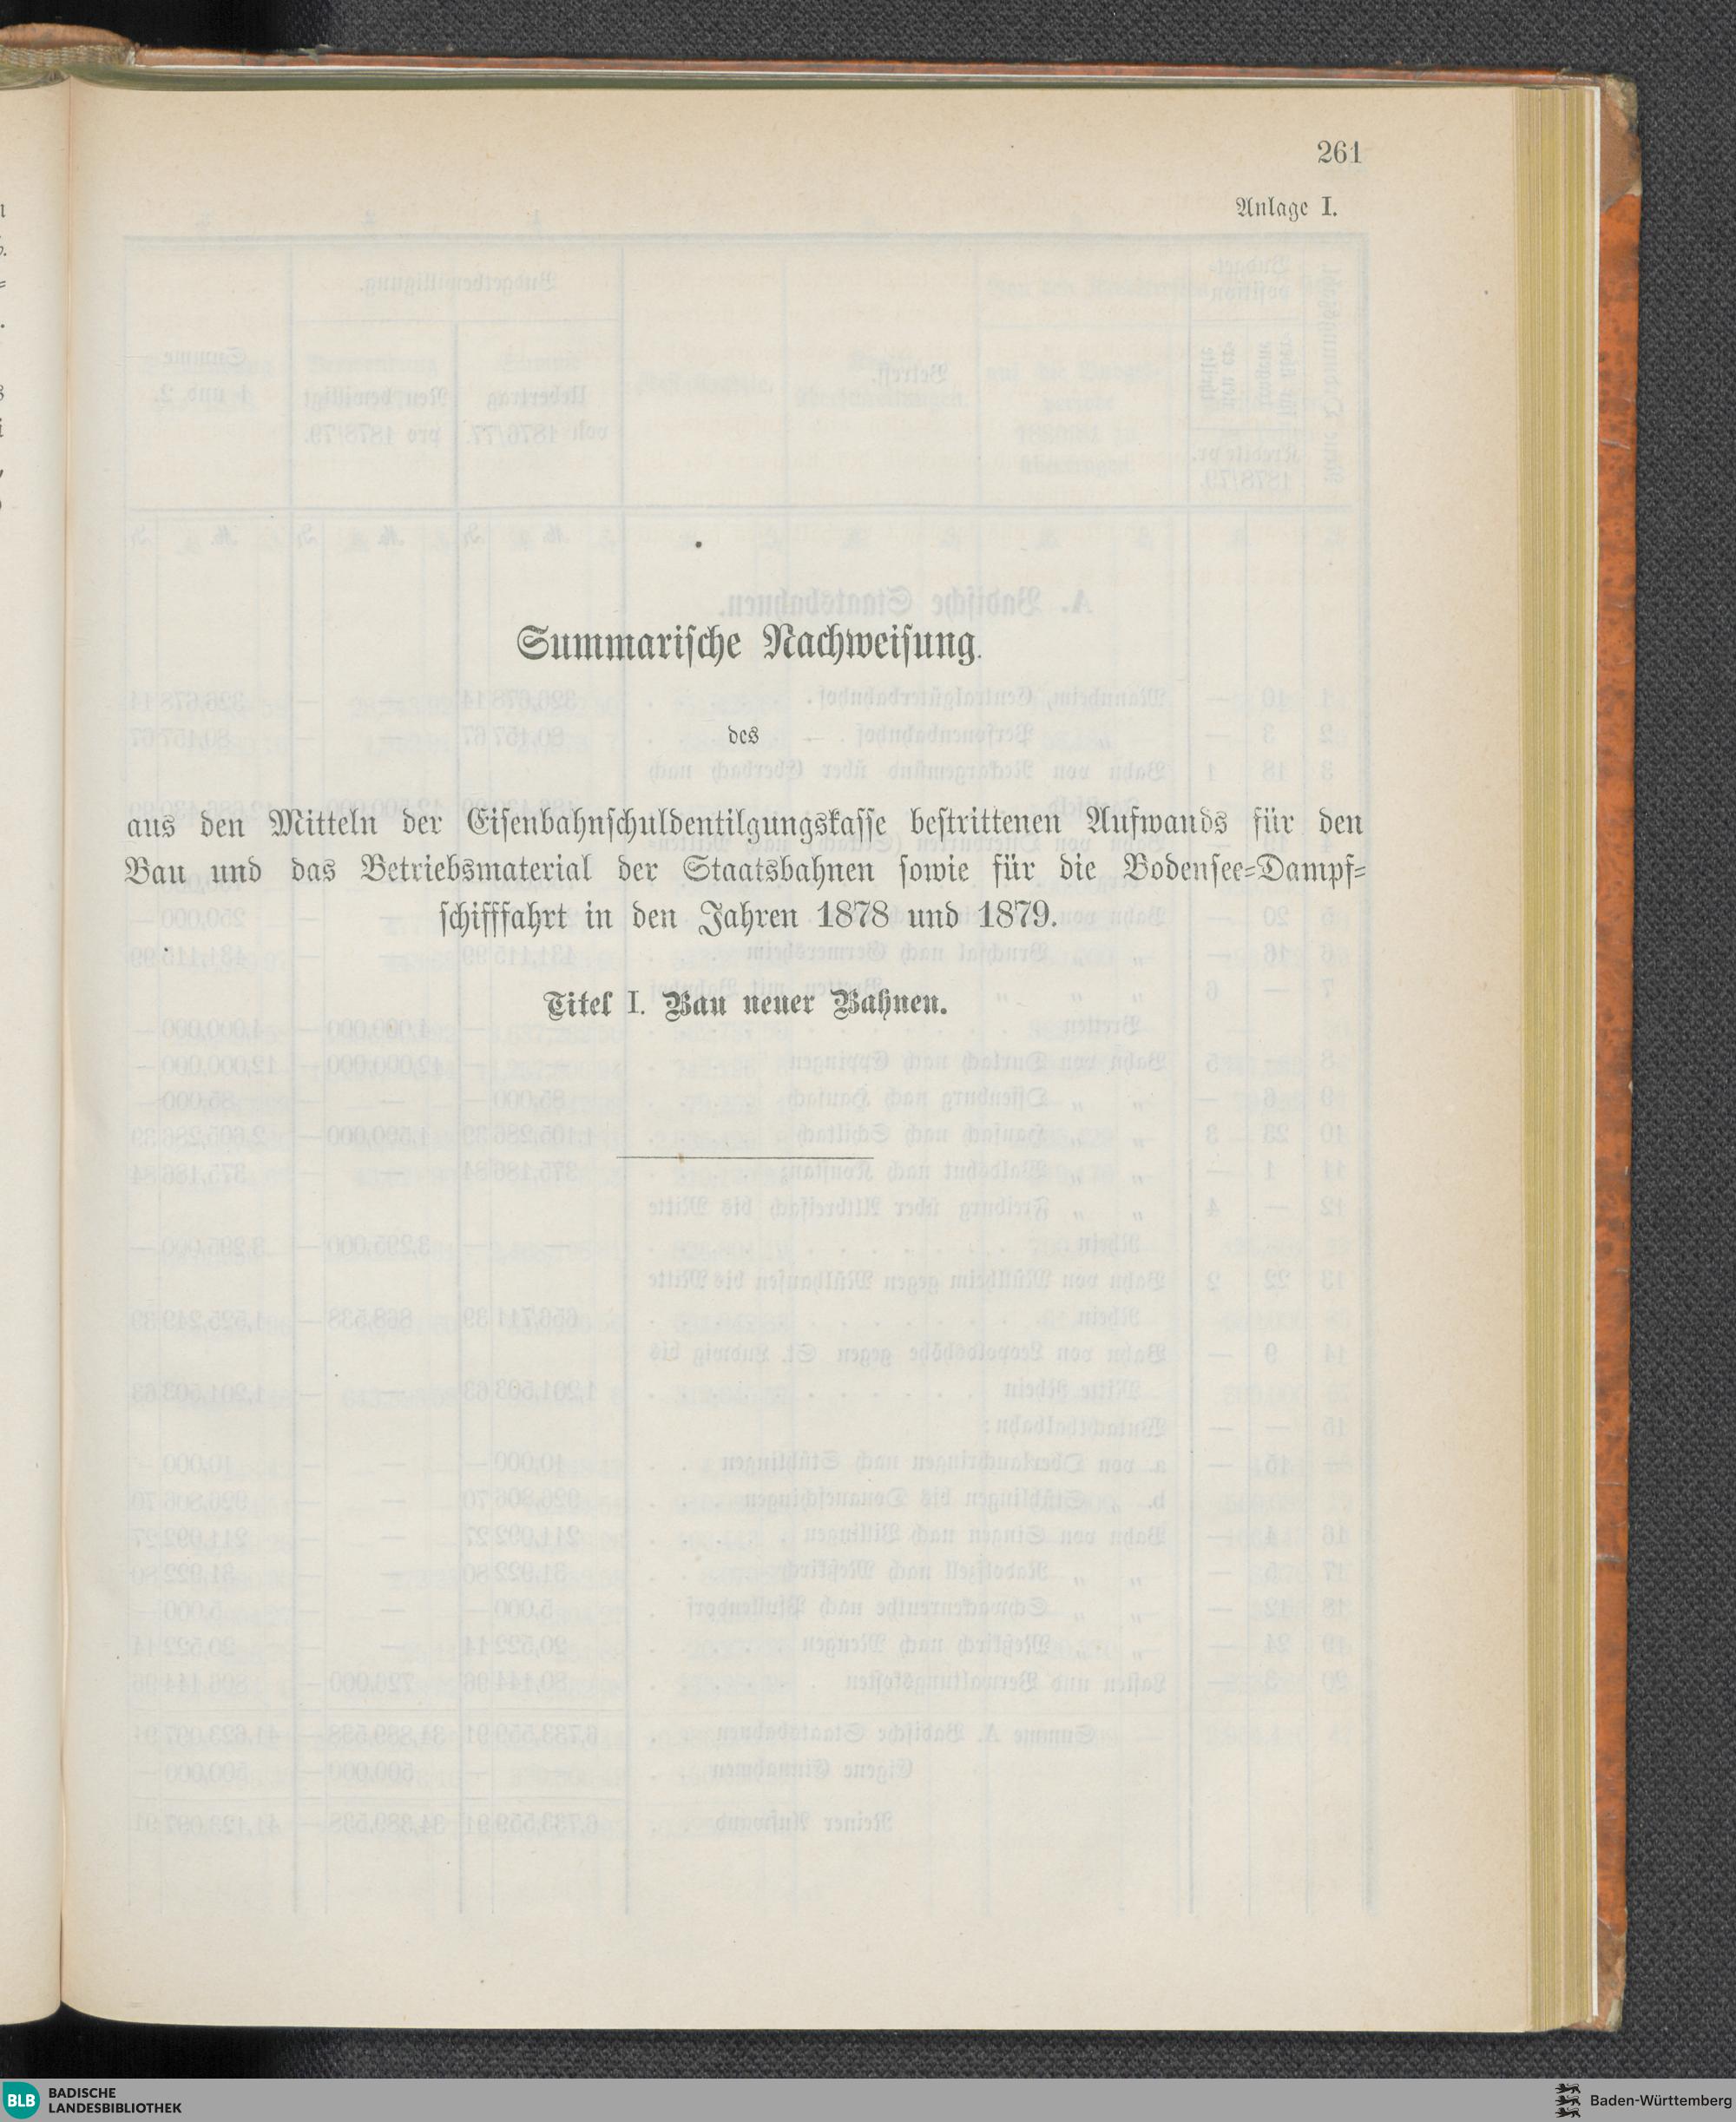 261
Anlage I.
Summarische Nachweisung.
des
aus den Mitteln der Eisenbahnschuldentilgungskasse bestrittenen Aufwands für den
Bau und das Betriebsmaterial der Staatsbahnen sowie für die Bodensee=Dampf=
schifffahrt in den Jahren 1878 und 1879.
Titel I. Bau neuer Bahnen.
BLB BADISCHE
LANDESBIBLIOTHEK
Baden-Württemberg